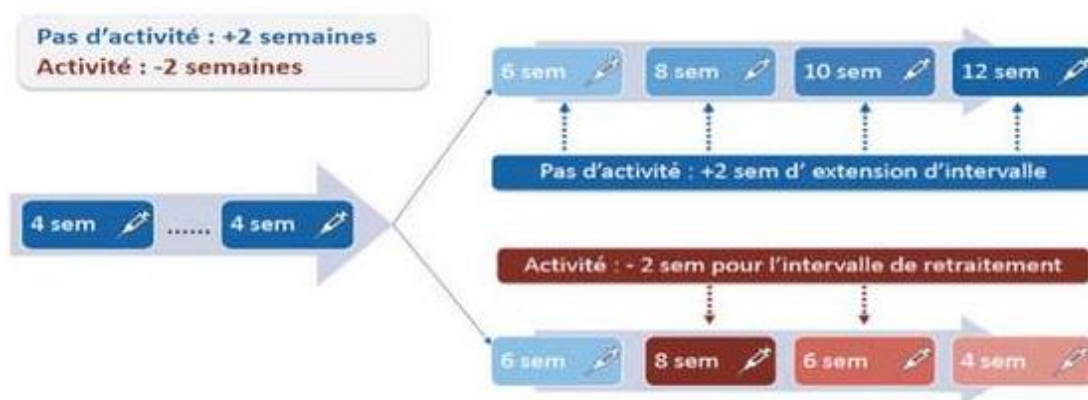 Pas d'activité : +2 semaines
Activité : -2 semaines
6 sem
8 sem
10 sem
12 sem
Pas d'activité : +2 sem d' extension d'intervalle
4 sem
......
4 sem
Activité : - 2 sem pour l'intervalle de retraitement
6 sem
8 sem
6 sem
4 sem